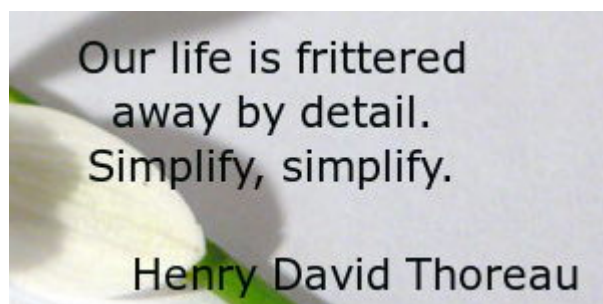 Our life is frittered
away by detail.
Simplify, simplify.
Henry David Thoreau